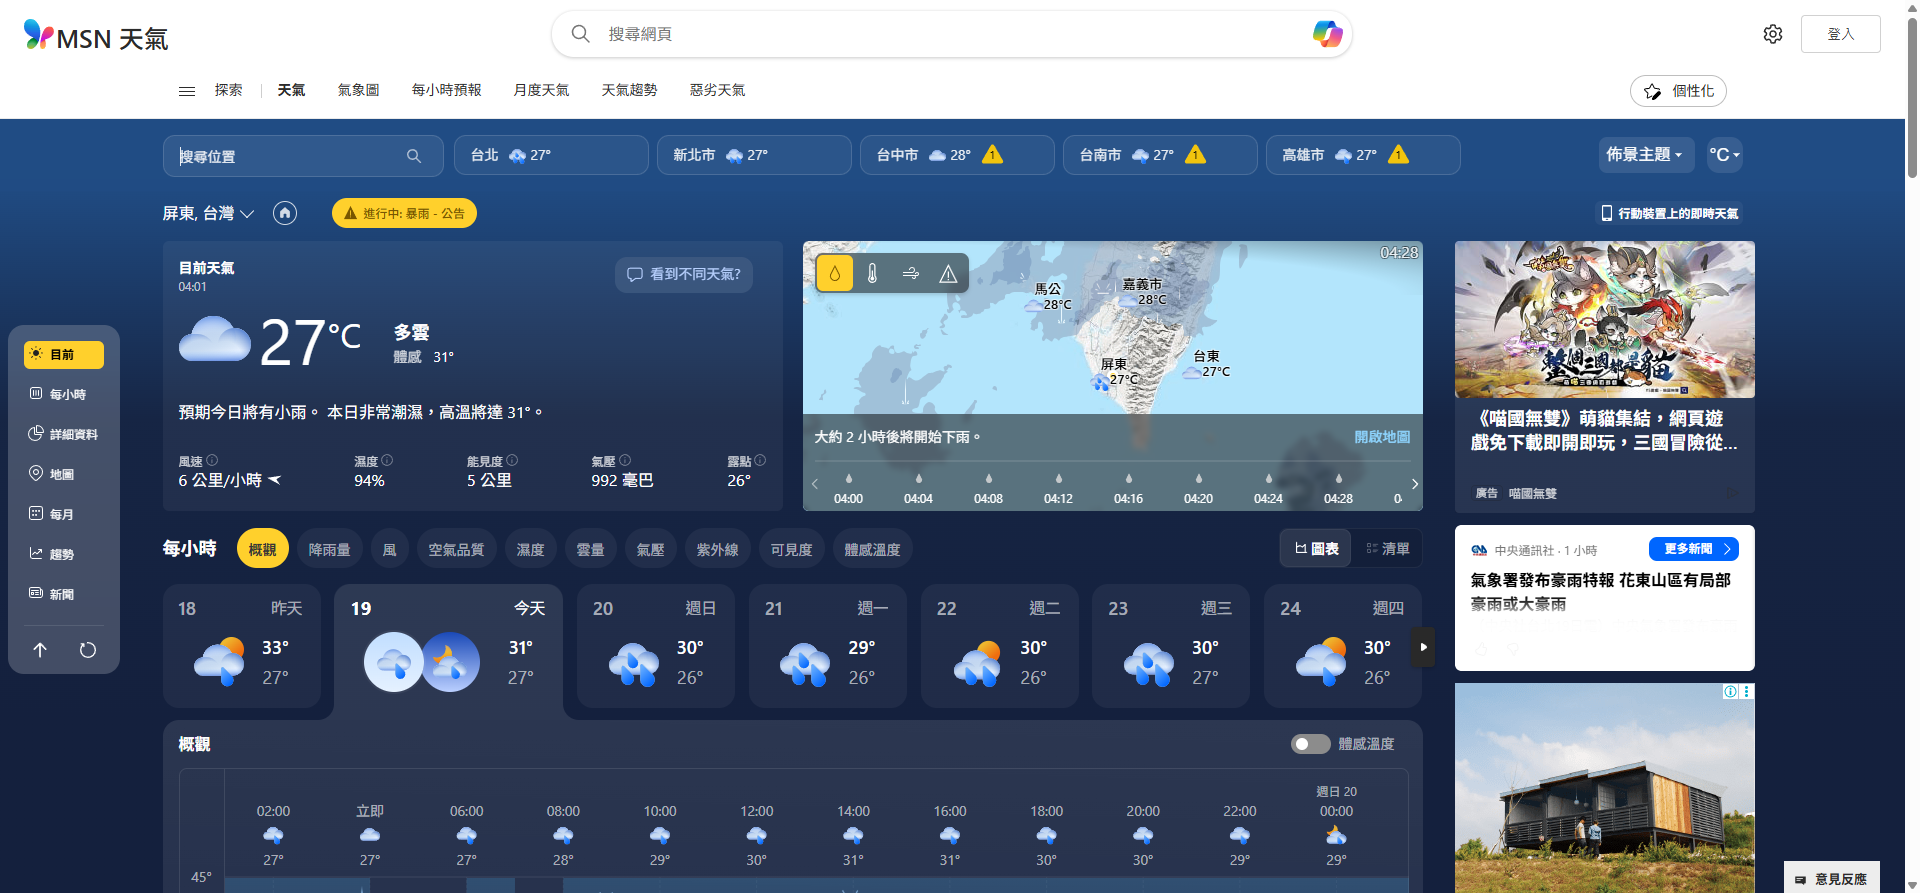 MSN 天氣
搜尋網頁
登入
探索
天氣
氣象圖
每小時預報
月度天氣
天氣趨勢
惡劣天氣
個性化
搜尋位置
台北 27°
新北市 27°
台中市 28° 1
台南市 27° 1
高雄市 27° 1
佈景主題
°C
屏東, 台灣
進行中: 暴雨 - 公告
行動裝置上的即時天氣
目前天氣
04:01
看到不同天氣?
27°C
多雲
體感 31°
預期今日將有小雨。 本日非常潮濕，高溫將達 31°。
風速
6 公里/小時
濕度
94%
能見度
5 公里
氣壓
992 毫巴
露點
26°
04:28
馬公
28°C
嘉義市
28°C
屏東
27°C
台東
27°C
大約 2 小時後將開始下雨。
開啟地圖
04:00
04:04
04:08
04:12
04:16
04:20
04:24
04:28
目前
每小時
詳細資料
地圖
每月
趨勢
新聞
每小時
概觀
降雨量
風
空氣品質
濕度
雲量
氣壓
紫外線
可見度
體感溫度
圖表
清單
18 昨天
33°
27°
19 今天
31°
27°
20 週日
30°
26°
21 週一
29°
26°
22 週二
30°
26°
23 週三
30°
27°
24 週四
30°
26°
概觀
體感溫度
週日 20
02:00
立即
06:00
08:00
10:00
12:00
14:00
16:00
18:00
20:00
22:00
00:00
27°
27°
27°
28°
29°
30°
31°
31°
30°
30°
29°
29°
45°
整個三國都是貓
《喵國無雙》萌貓集結，網頁遊
戲免下載即開即玩，三國冒險從...
廣告 喵國無雙
中央通訊社 · 1 小時
更多新聞
氣象署發布豪雨特報 花東山區有局部
豪雨或大豪雨
意見反應